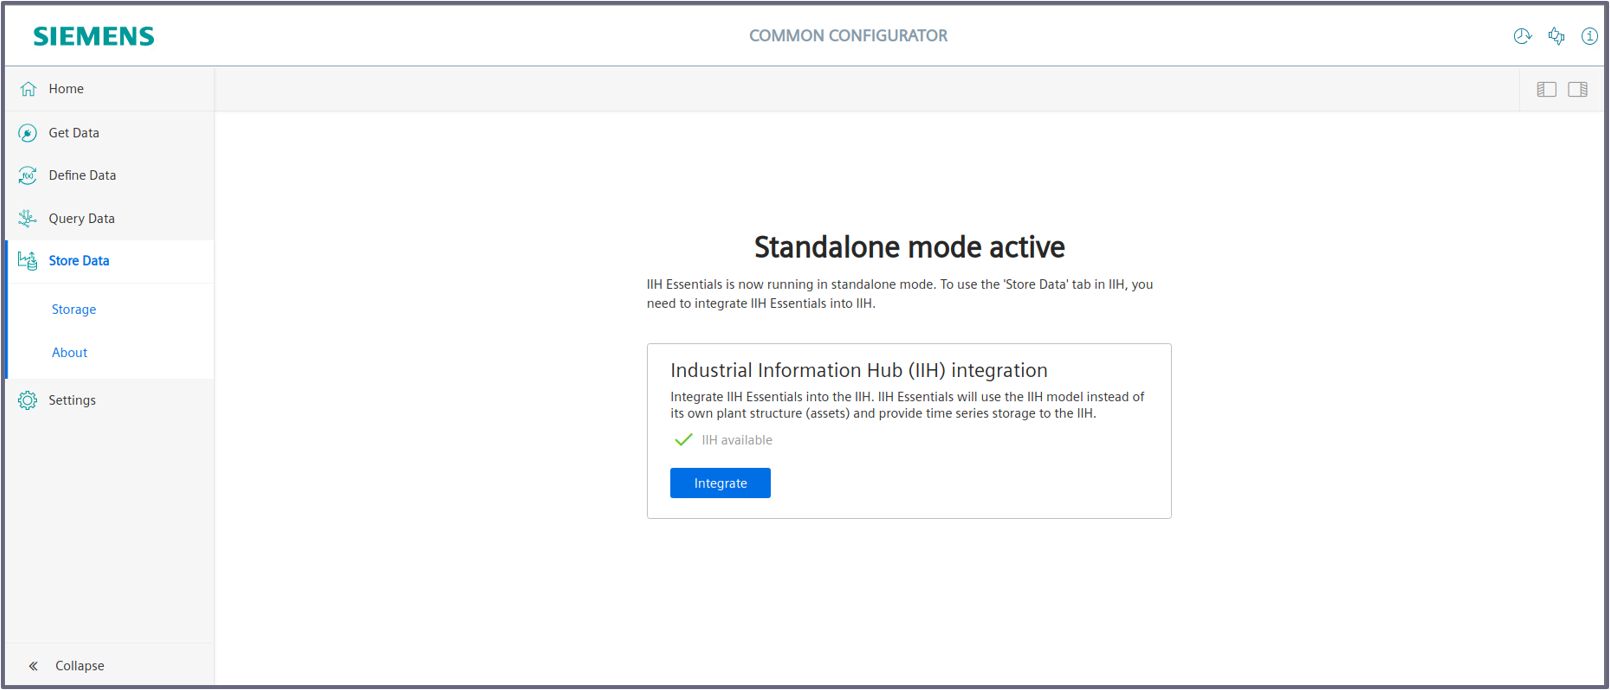 SIEMENS
COMMON CONFIGURATOR
Home
Get Data
Define Data
Query Data
Store Data
Storage
About
Settings
Collapse
Standalone mode active
IIH Essentials is now running in standalone mode. To use the 'Store Data' tab in IIH, you
need to integrate IIH Essentials into IIH.
Industrial Information Hub (IIH) integration
Integrate IIH Essentials into the IIH. IIH Essentials will use the IIH model instead of
its own plant structure (assets) and provide time series storage to the IIH.
IIH available
Integrate